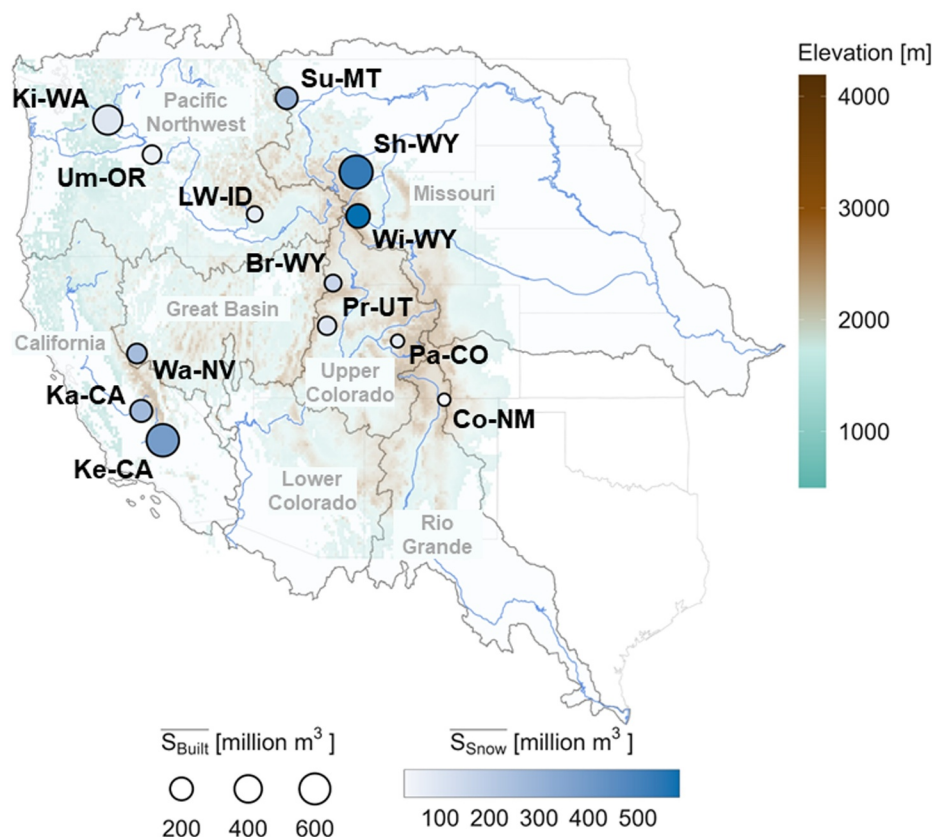 Elevation [m]
4000
3000
2000
1000
Su-MT
Ki-WA
Pacific
Northwest
Sh-WY
Um-OR
LW-ID
Missouri
Wi-WY
Br-WY
Great Basin
Pr-UT
California
Pa-CO
Wa-NV
Upper
Colorado
Ka-CA
Co-NM
Ke-CA
Lower
Colorado
Rio
Grande
S_Built [million m³ ]
200 400 600
S_Snow [million m³ ]
100 200 300 400 500